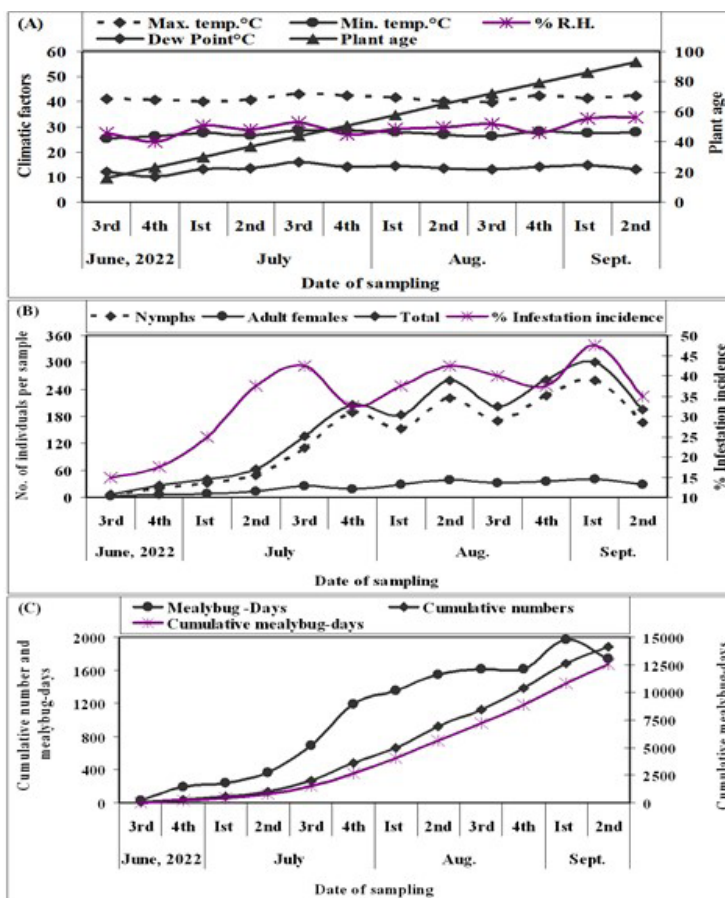 (A)
Max. temp.°C Min. temp.°C % R.H.
Dew Point°C Plant age
Climatic factors
60
50
40
30
20
10
0
Plant age
100
80
60
40
20
0
3rd 4th Ist 2nd 3rd 4th Ist 2nd 3rd 4th Ist 2nd
June, 2022 July Aug. Sept.
Date of sampling
(B)
Nymphs Adult females Total % Infestation incidence
No. of individuals per sample
360
300
240
180
120
60
0
% Infestation incidence
50
45
40
35
30
25
20
15
10
3rd 4th Ist 2nd 3rd 4th Ist 2nd 3rd 4th Ist 2nd
June, 2022 July Aug. Sept.
Date of sampling
(C)
Mealybug -Days Cumulative numbers
Cumulative mealybug-days
Cumulative number and
mealybug-days
2000
1600
1200
800
400
0
Cumulative mealybug-days
15000
12500
10000
7500
5000
2500
0
3rd 4th Ist 2nd 3rd 4th Ist 2nd 3rd 4th Ist 2nd
June, 2022 July Aug. Sept.
Date of sampling